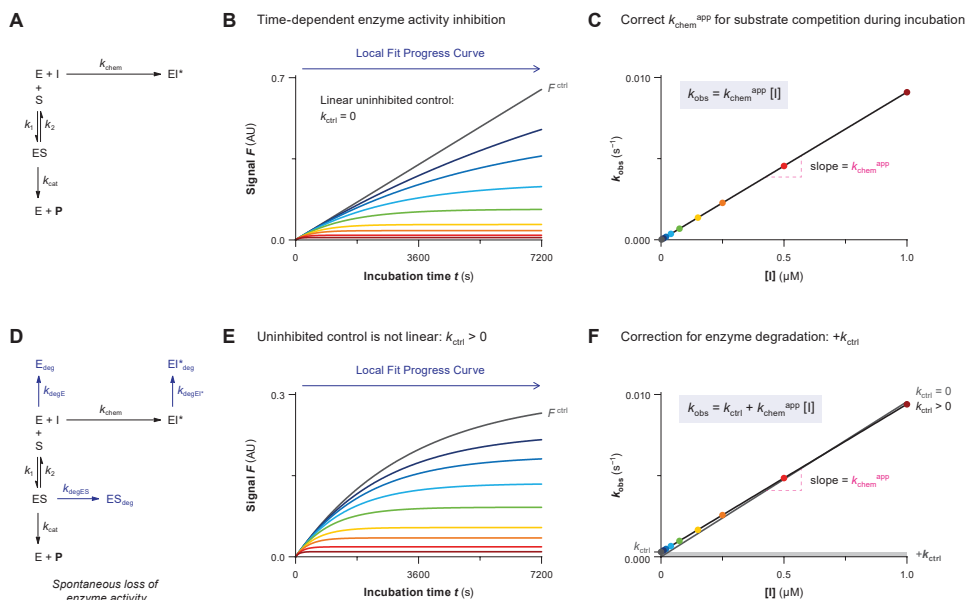 A
E + I
k_chem
EI*
+
S
k₁
k₂
ES
k_cat
E + P
B Time-dependent enzyme activity inhibition
Local Fit Progress Curve
0.7
Linear uninhibited control:
k_ctrl = 0
F^ctrl
Signal F (AU)
0.0
0
3600
7200
Incubation time t (s)
C Correct k_chem^app for substrate competition during incubation
0.010
k_obs = k_chem^app [I]
k_obs (s⁻¹)
slope = k_chem^app
0.000
0
0.5
1.0
[I] (µM)
D
E_deg
EI*_deg
k_degE
k_degEI*
E + I
k_chem
EI*
+
S
k₁
k₂
k_degES
ES
ES_deg
k_cat
E + P
Spontaneous loss of
enzyme activity
E Uninhibited control is not linear: k_ctrl > 0
Local Fit Progress Curve
0.3
F^ctrl
Signal F (AU)
0.0
0
3600
7200
Incubation time t (s)
F Correction for enzyme degradation: +k_ctrl
0.010
k_ctrl = 0
k_ctrl > 0
k_obs = k_ctrl + k_chem^app [I]
k_obs (s⁻¹)
slope = k_chem^app
k_ctrl
0.000
+k_ctrl
0
0.5
1.0
[I] (µM)